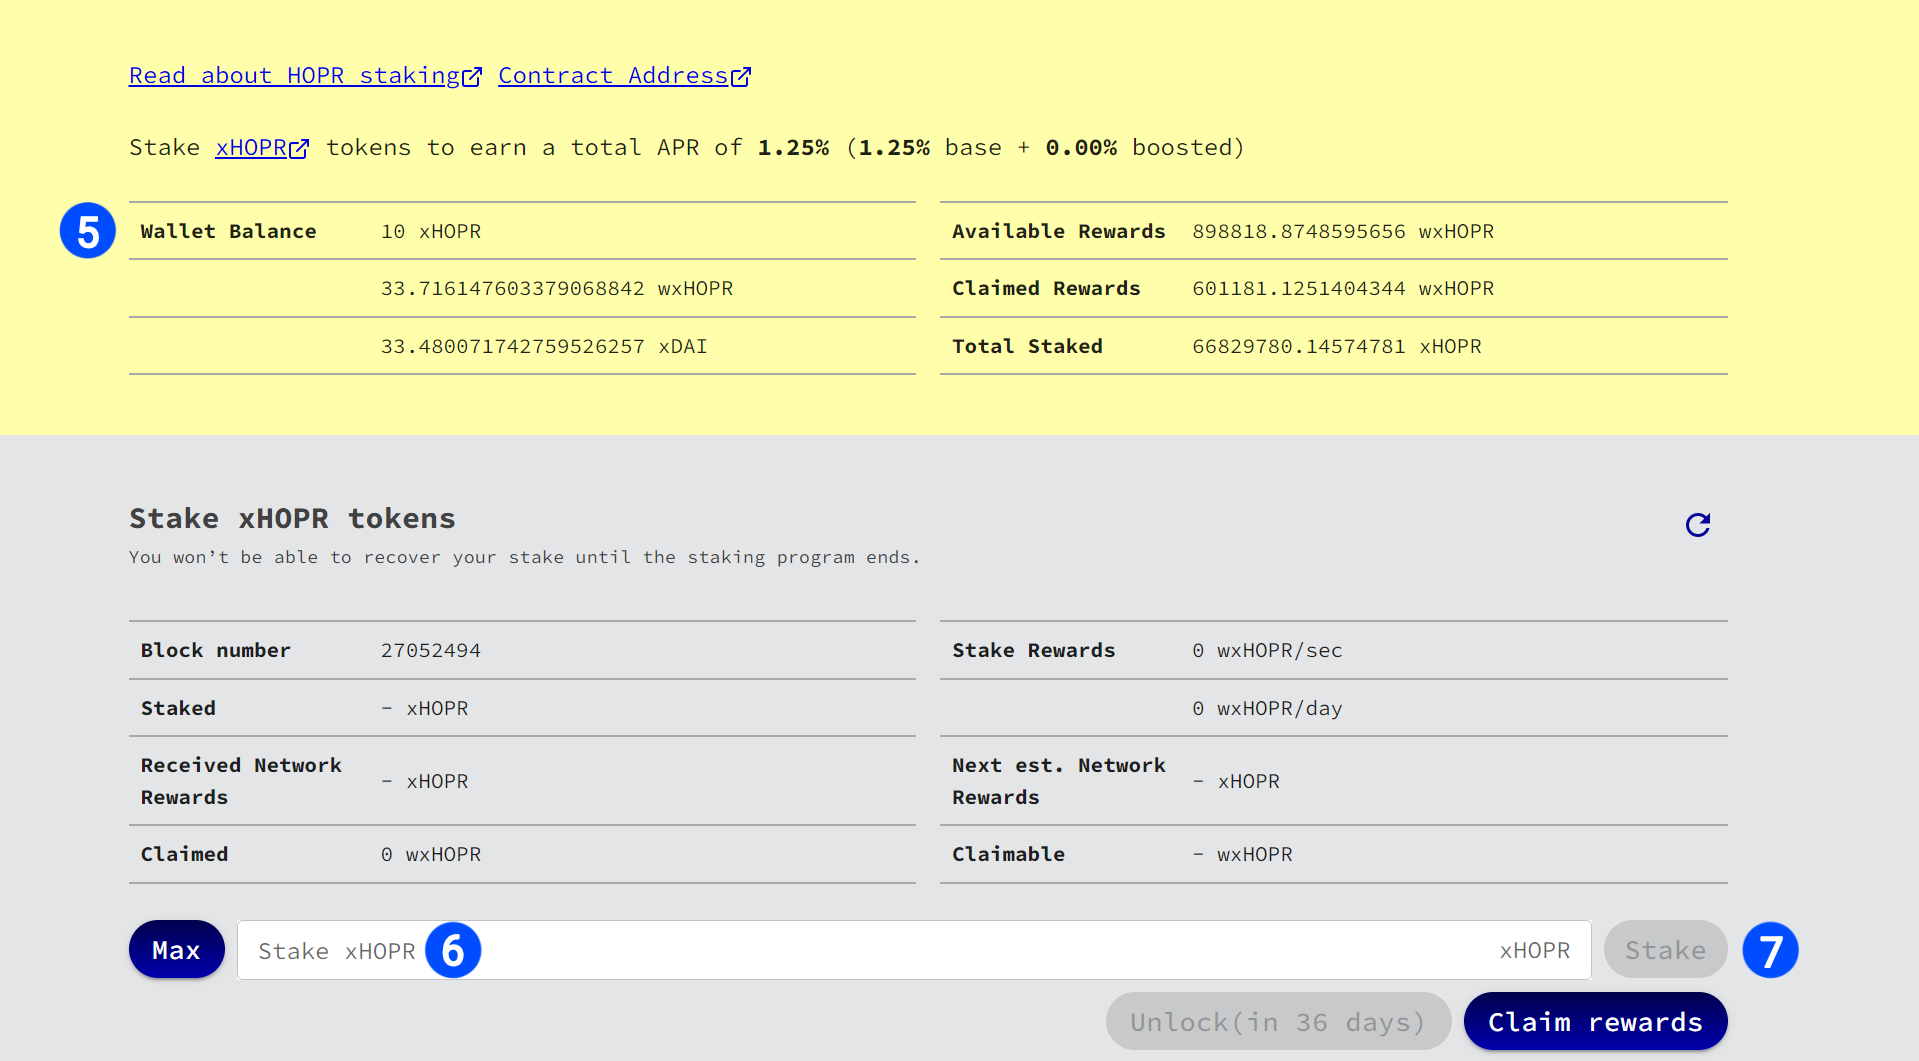 Read about HOPR staking Contract Address
Stake xHOPR tokens to earn a total APR of 1.25% (1.25% base + 0.00% boosted)
5
Wallet Balance 10 xHOPR
33.716147603379068842 wxHOPR
33.480071742759526257 xDAI
Available Rewards 898818.8748595656 wxHOPR
Claimed Rewards 601181.1251404344 wxHOPR
Total Staked 66829780.14574781 xHOPR
Stake xHOPR tokens
You won’t be able to recover your stake until the staking program ends.
Block number 27052494
Staked - xHOPR
Received Network
Rewards
- xHOPR
Claimed 0 wxHOPR
Stake Rewards 0 wxHOPR/sec
0 wxHOPR/day
Next est. Network
Rewards
- xHOPR
Claimable - wxHOPR
Max Stake xHOPR 6 xHOPR Stake 7
Unlock(in 36 days) Claim rewards